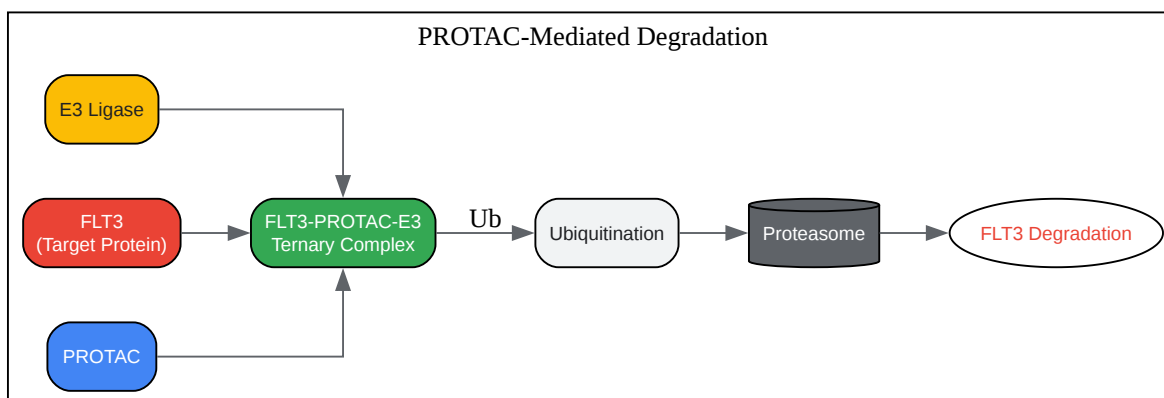 PROTAC-Mediated Degradation
E3 Ligase
FLT3
(Target Protein)
FLT3-PROTAC-E3
Ternary Complex
Ub
Ubiquitination
Proteasome
FLT3 Degradation
PROTAC